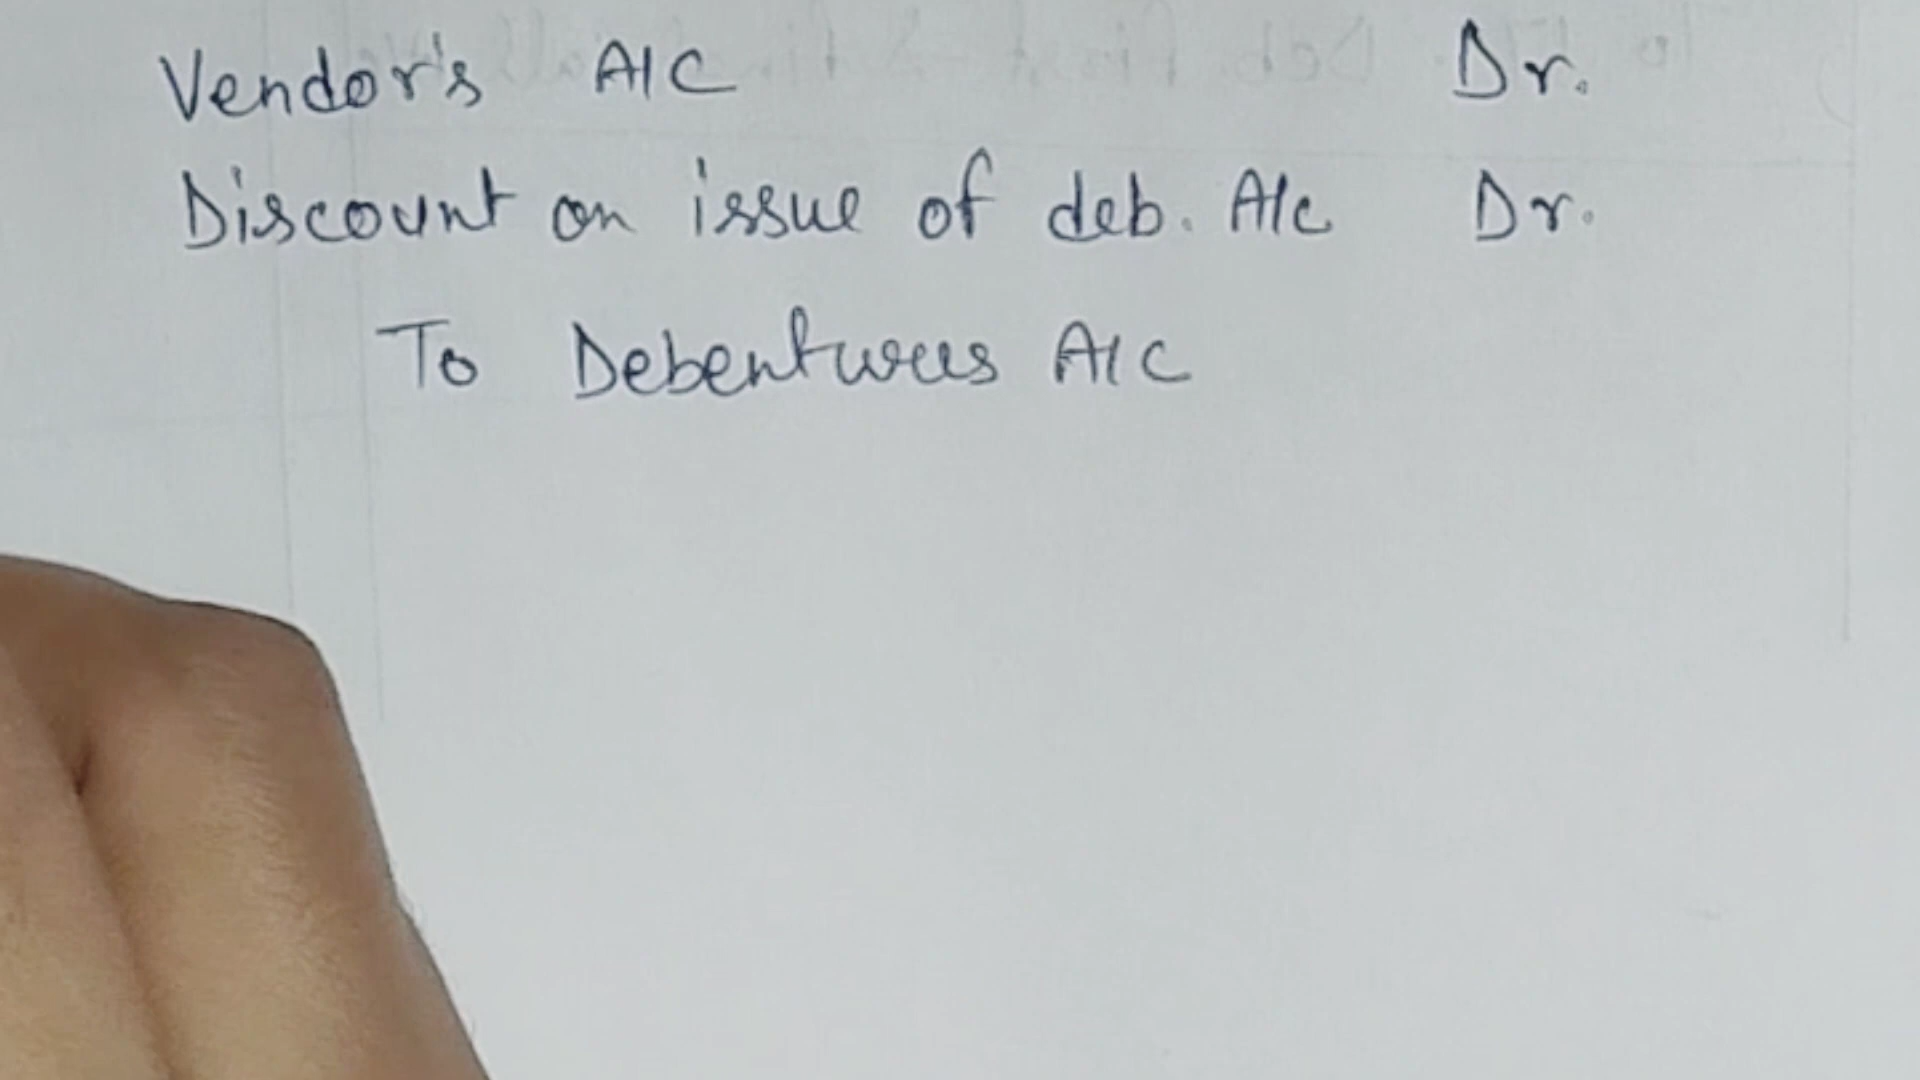 Vendor's A/C Dr.
Discount on issue of deb. A/c Dr.
To Debentures A/C